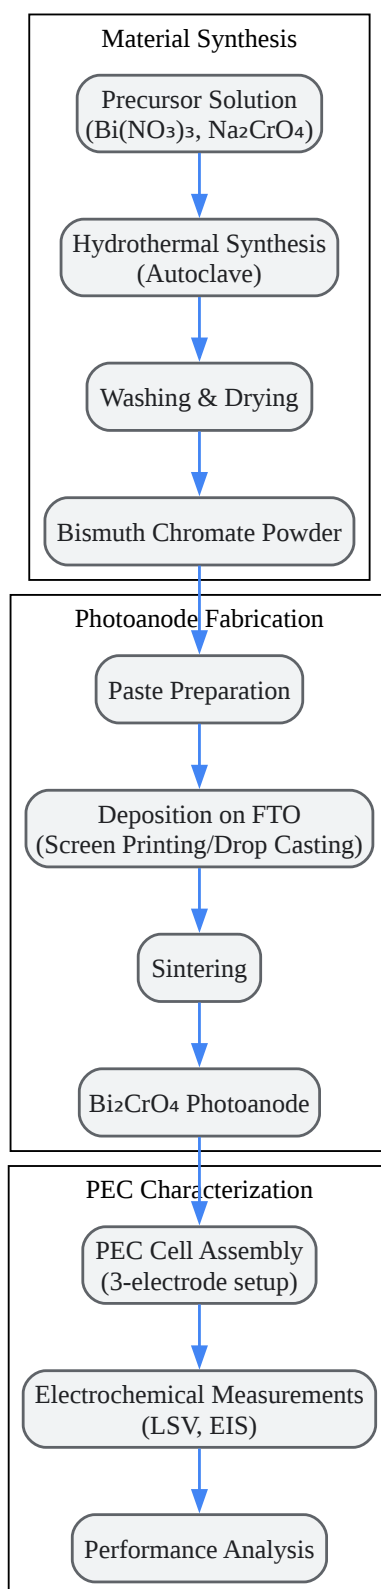 Material Synthesis
Precursor Solution
(Bi(NO₃)₃, Na₂CrO₄)
Hydrothermal Synthesis
(Autoclave)
Washing & Drying
Bismuth Chromate Powder
Photoanode Fabrication
Paste Preparation
Deposition on FTO
(Screen Printing/Drop Casting)
Sintering
Bi₂CrO₄ Photoanode
PEC Characterization
PEC Cell Assembly
(3-electrode setup)
Electrochemical Measurements
(LSV, EIS)
Performance Analysis